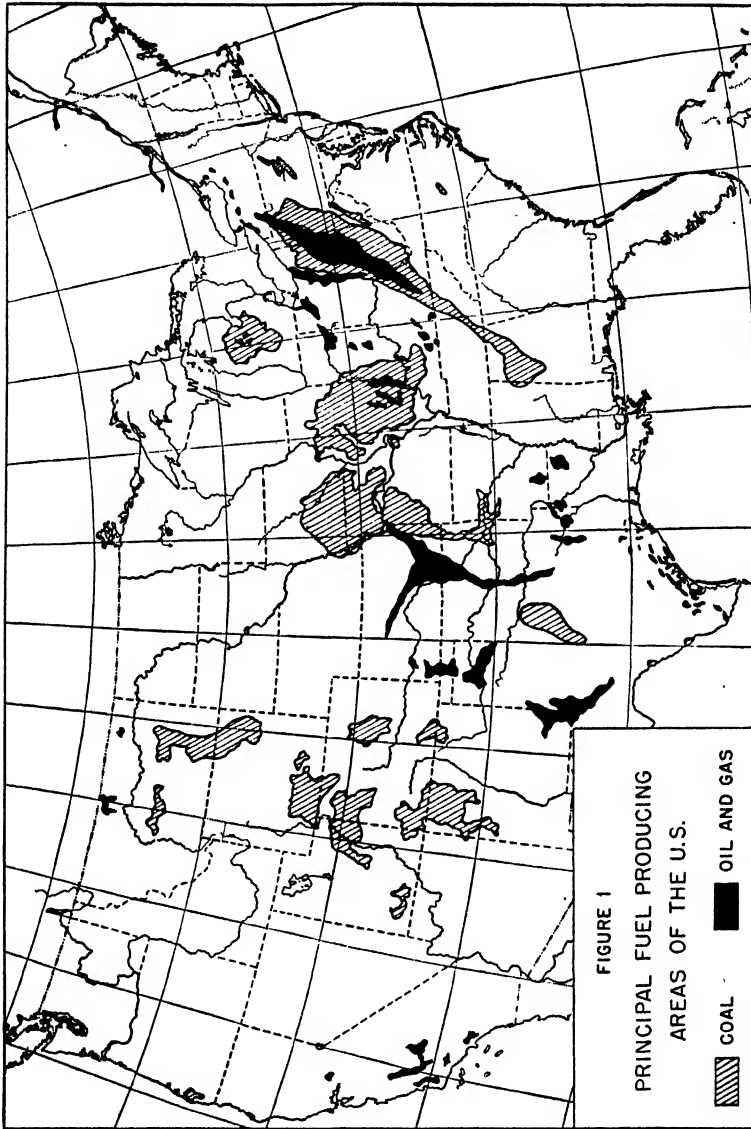 FIGURE 1
PRINCIPAL FUEL PRODUCING
AREAS OF THE U.S.
COAL
OIL AND GAS